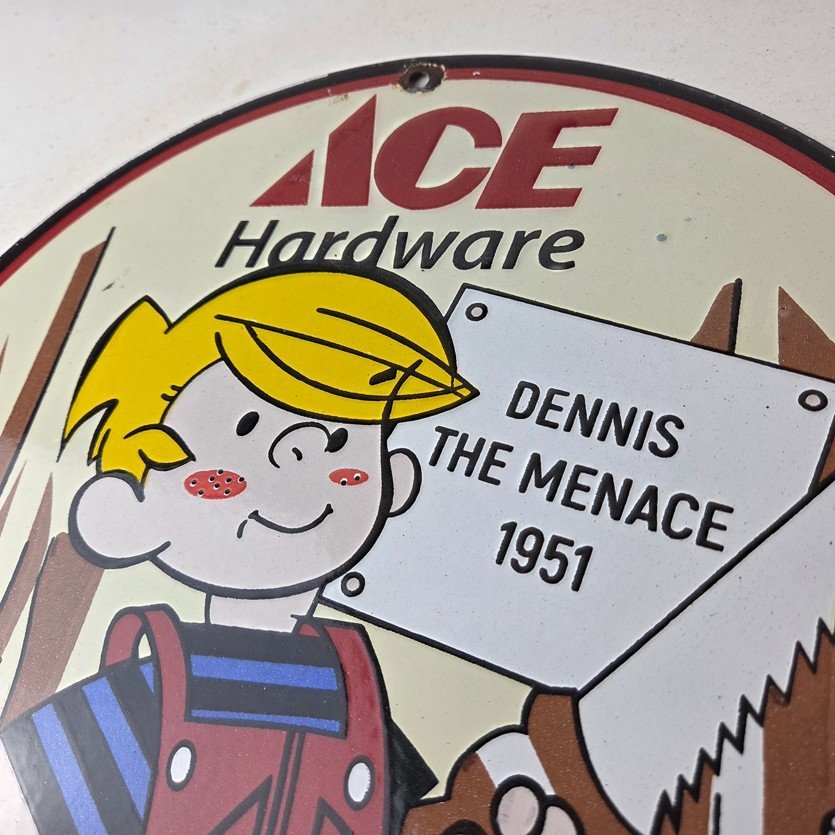 ACE
Hardware
DENNIS
THE MENACE
1951